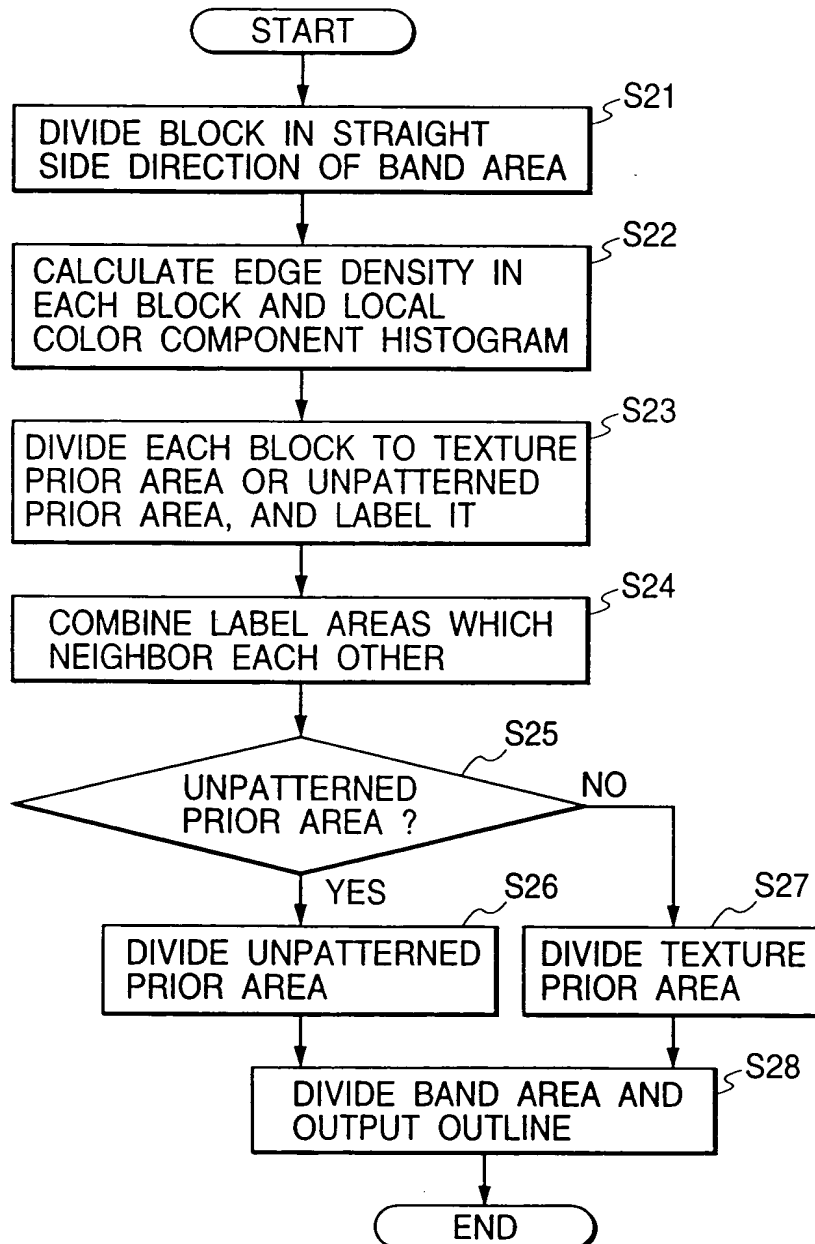 START
S21
DIVIDE BLOCK IN STRAIGHT
SIDE DIRECTION OF BAND AREA
S22
CALCULATE EDGE DENSITY IN
EACH BLOCK AND LOCAL
COLOR COMPONENT HISTOGRAM
S23
DIVIDE EACH BLOCK TO TEXTURE
PRIOR AREA OR UNPATTERNED
PRIOR AREA, AND LABEL IT
S24
COMBINE LABEL AREAS WHICH
NEIGHBOR EACH OTHER
S25
UNPATTERNED
PRIOR AREA ?
NO
YES
S26
DIVIDE UNPATTERNED
PRIOR AREA
S27
DIVIDE TEXTURE
PRIOR AREA
S28
DIVIDE BAND AREA AND
OUTPUT OUTLINE
END